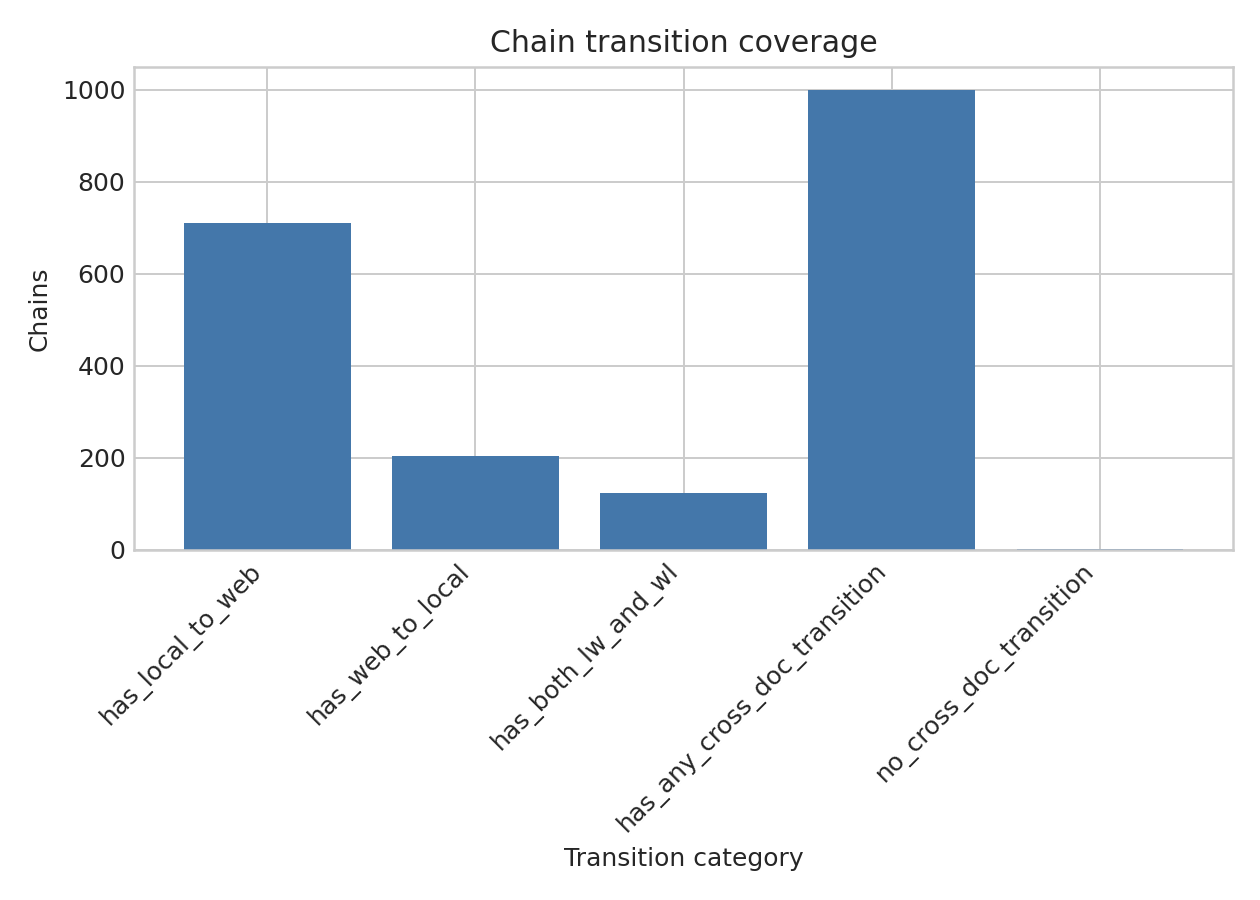 Chain transition coverage
Chains
1000
800
600
400
200
0
has_local_to_web
has_web_to_local
has_both_lw_and_wl
has_any_cross_doc_transition
no_cross_doc_transition
Transition category